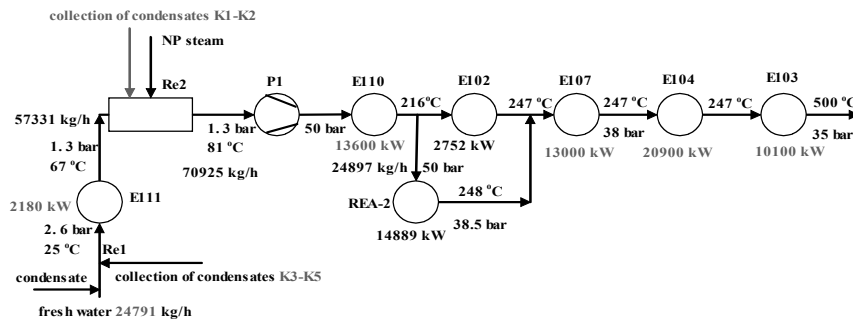 collection of condensates K1-K2
NP steam
Re2
P1
E110
E102
E107
E104
E103
57331 kg/h
216°C
247 °C
247 °C
247 °C
500 °C
1.3 bar
81 °C
50 bar
38 bar
35 bar
1.3 bar
67 °C
70925 kg/h
13600 kW
2752 kW
13000 kW
20900 kW
10100 kW
24897 kg/h
50 bar
E111
2180 kW
REA-2
248 °C
38.5 bar
14889 kW
2.6 bar
25 °C
Re1
condensate
collection of condensates K3-K5
fresh water 24791 kg/h